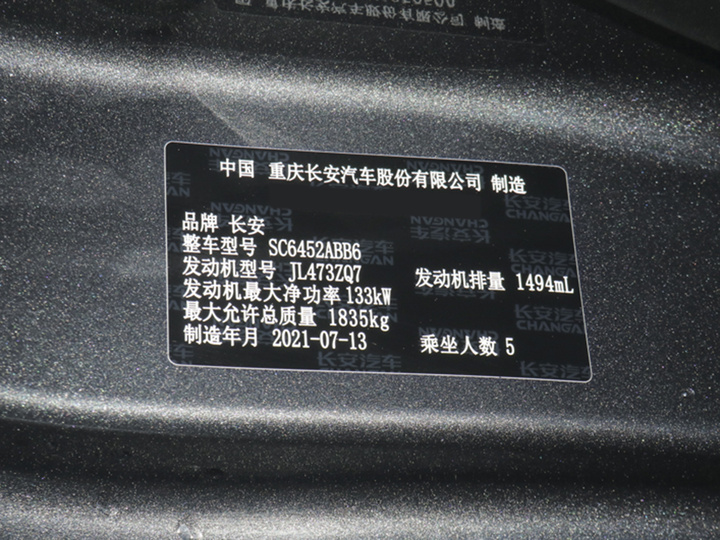 中国 重庆长安汽车股份有限公司 制造
品牌 长安
整车型号 SC6452ABB6
发动机型号 JL473ZQ7
发动机排量 1494mL
发动机最大净功率 133kW
最大允许总质量 1835kg
制造年月 2021-07-13
乘坐人数 5